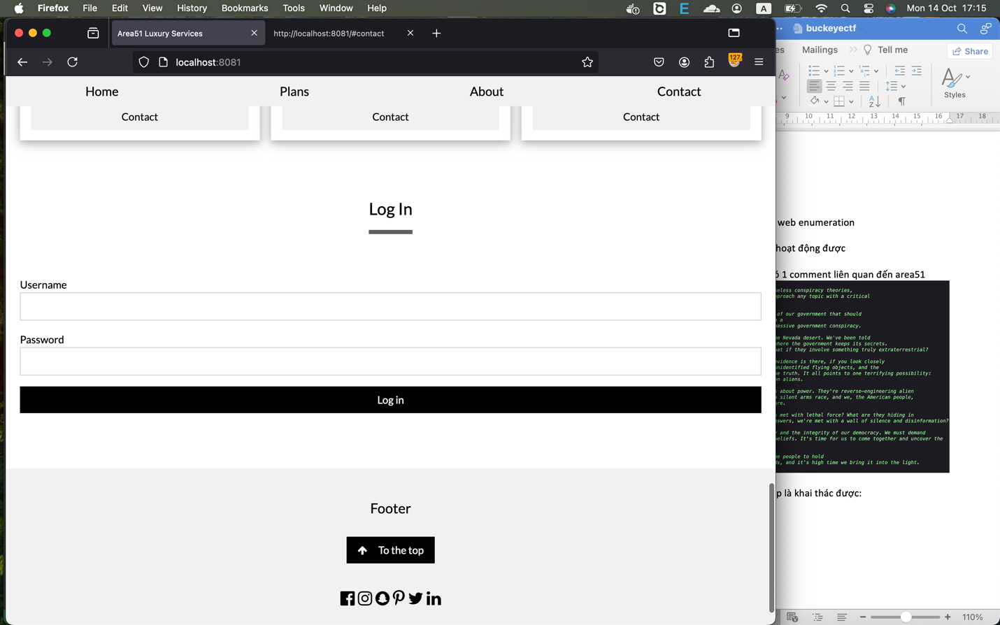 Firefox File Edit View History Bookmarks Tools Window Help
A
Mon 14 Oct 17:15
Area51 Luxury Services
http://localhost:8081/#contact
localhost:8081
127.
Home Plans About Contact
Contact Contact Contact
Log In
Username
Password
Log in
Footer
To the top
buckeyectf
es Mailings Tell me
Share
Styles
9 10 11 12 13 14 15 16 17 18
web enumeration
hoạt động được
ó 1 comment liên quan đến area51
seless conspiracy theories,
pproach any topic with a critical
of our government that should
a
massive government conspiracy.
e Nevada desert. We've been told
where the government keeps its secrets.
at if they involve something truly extraterrestrial?
evidence is there, if you look closely
unidentified flying objects, and the
e truth. It all points to one terrifying possibility:
n aliens.
s about power. They're reverse-engineering alien
silent arms race, and we, the American people,
ure.
s met with lethal force? What are they hiding in
nswers, we're met with a wall of silence and disinformation?
y and the integrity of our democracy. We must demand
beliefs. It's time for us to come together and uncover the
e people to hold
ds, and it's high time we bring it into the light.
p là khai thác được:
110%